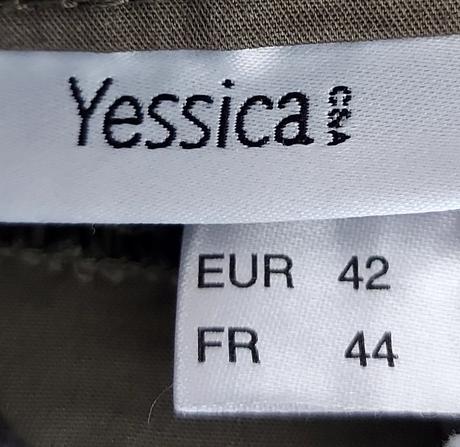 Yessica C&A
EUR 42
FR 44